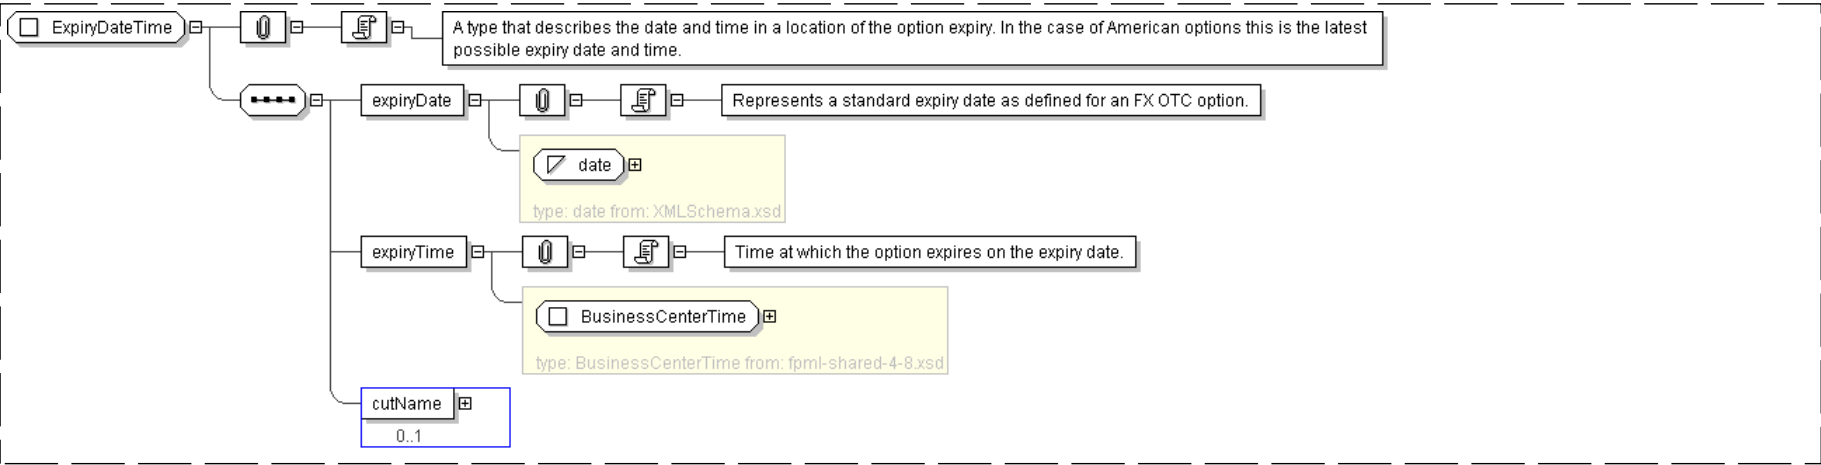 ExpiryDateTime
A type that describes the date and time in a location of the option expiry. In the case of American options this is the latest
possible expiry date and time.
expiryDate
Represents a standard expiry date as defined for an FX OTC option.
date
type: date from: XMLSchema.xsd
expiryTime
Time at which the option expires on the expiry date.
BusinessCenterTime
type: BusinessCenterTime from: fpml-shared-4-8.xsd
cutName
0..1